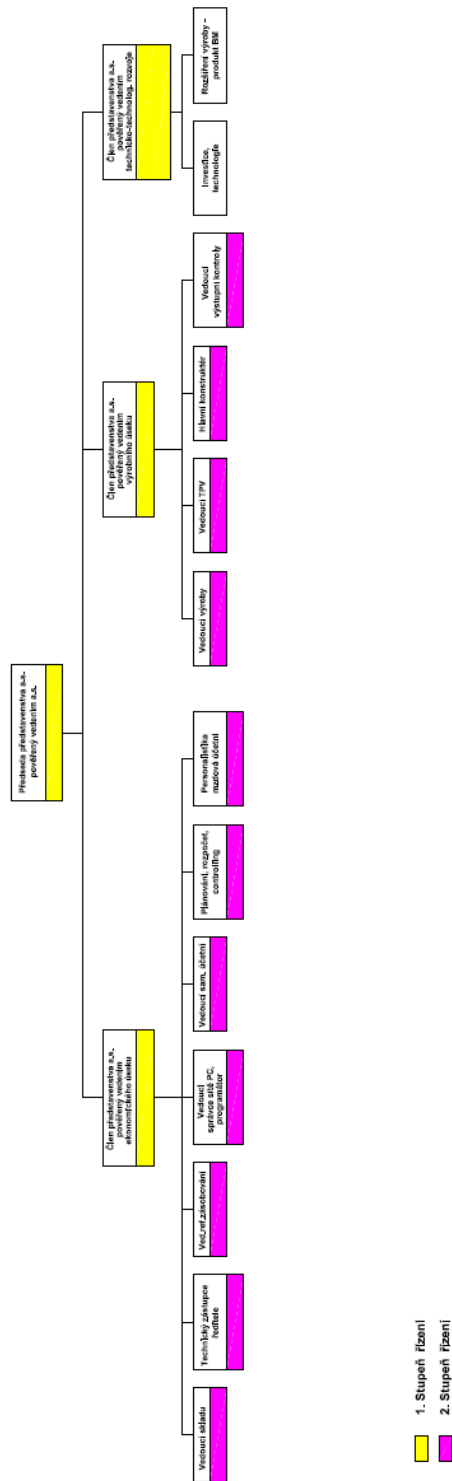 Předseda představenstva a.s.
pověřený vedením a.s.
Člen představenstva a.s.
pověřený vedením
ekonomického úseku
Člen představenstva a.s.
pověřený vedením
výrobního úseku
Člen představenstva a.s.
pověřený vedením
technicko-technolog. rozvoje
Vedoucí skladu
Technický zástupce
ředitele
Ved.ref.zásobování
Vedoucí
správce sítě PC,
programátor
Vedoucí sam. účetní
Plánování, rozpočet,
controlling
Personalistika
mzdová účetní
Vedoucí výroby
Vedoucí TPV
Hlavní konstruktér
Vedoucí
výstupní kontroly
Investice,
technologie
Rozšíření výroby –
produkt BM
1. Stupeň řízení
2. Stupeň řízení